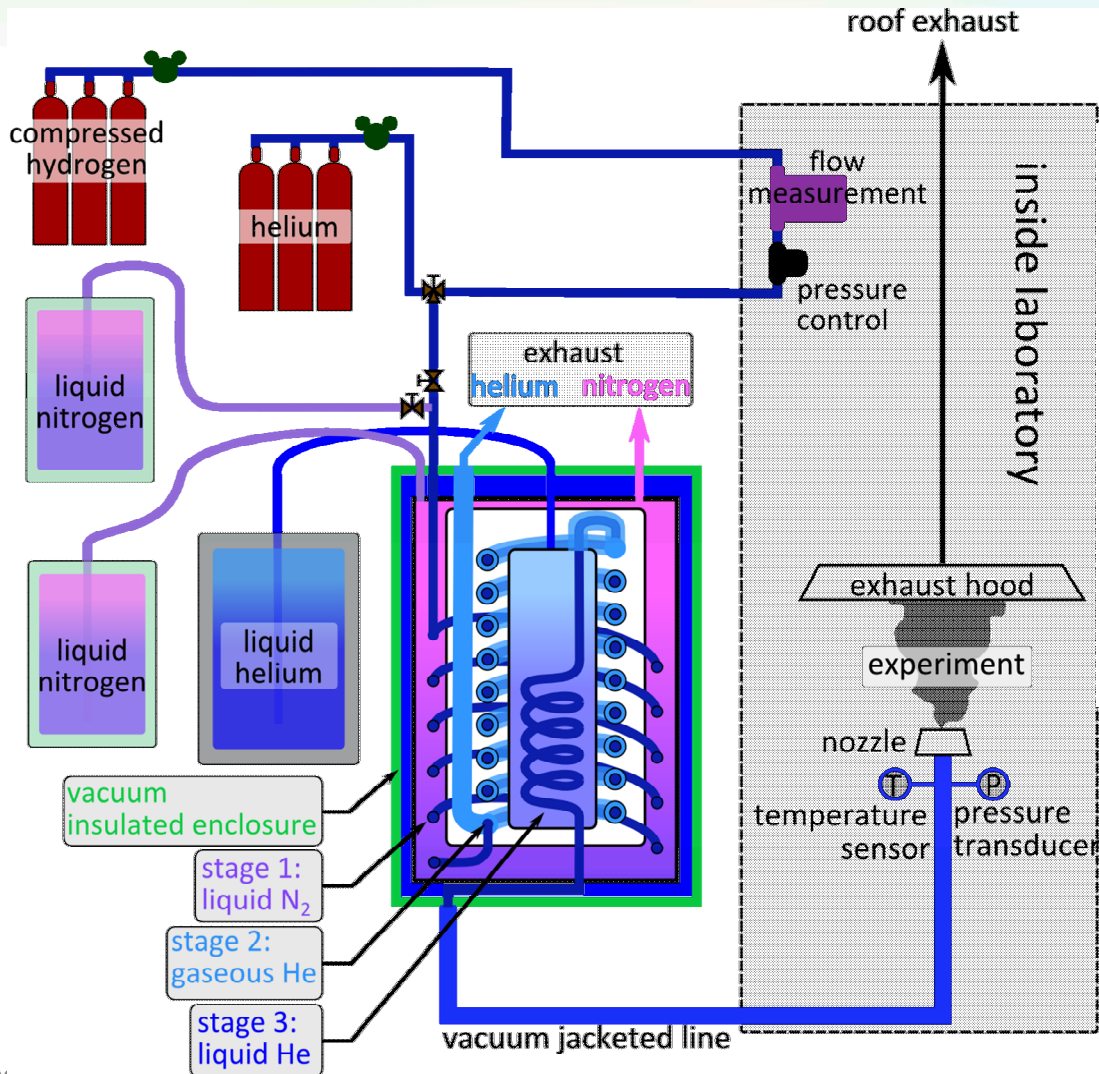 roof exhaust
compressed
hydrogen
helium
flow
measurement
pressure
control
inside laboratory
exhaust
helium nitrogen
liquid
nitrogen
liquid
nitrogen
liquid
helium
exhaust hood
experiment
nozzle
T
P
temperature
sensor
pressure
transducer
vacuum
insulated enclosure
stage 1:
liquid N₂
stage 2:
gaseous He
stage 3:
liquid He
vacuum jacketed line